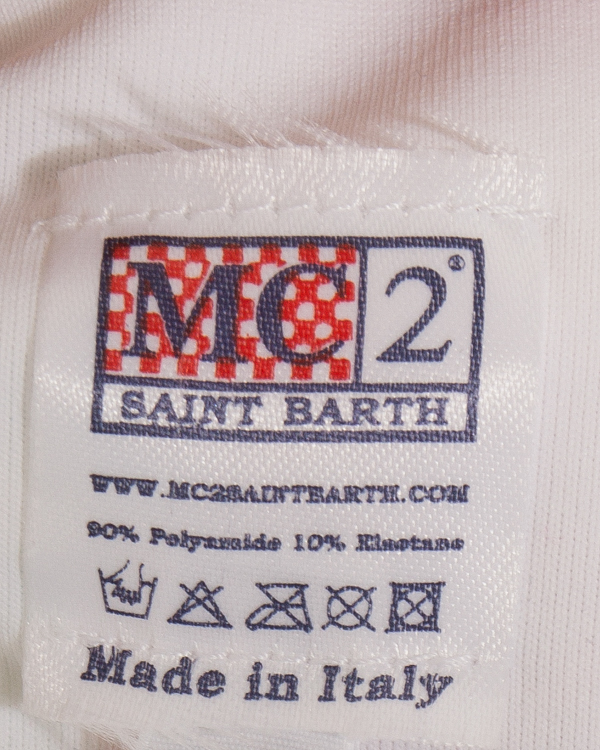 MC2®
SAINT BARTH
WWW.MC2SAINTBARTH.COM
90% Polyamide 10% Elastane
Made in Italy